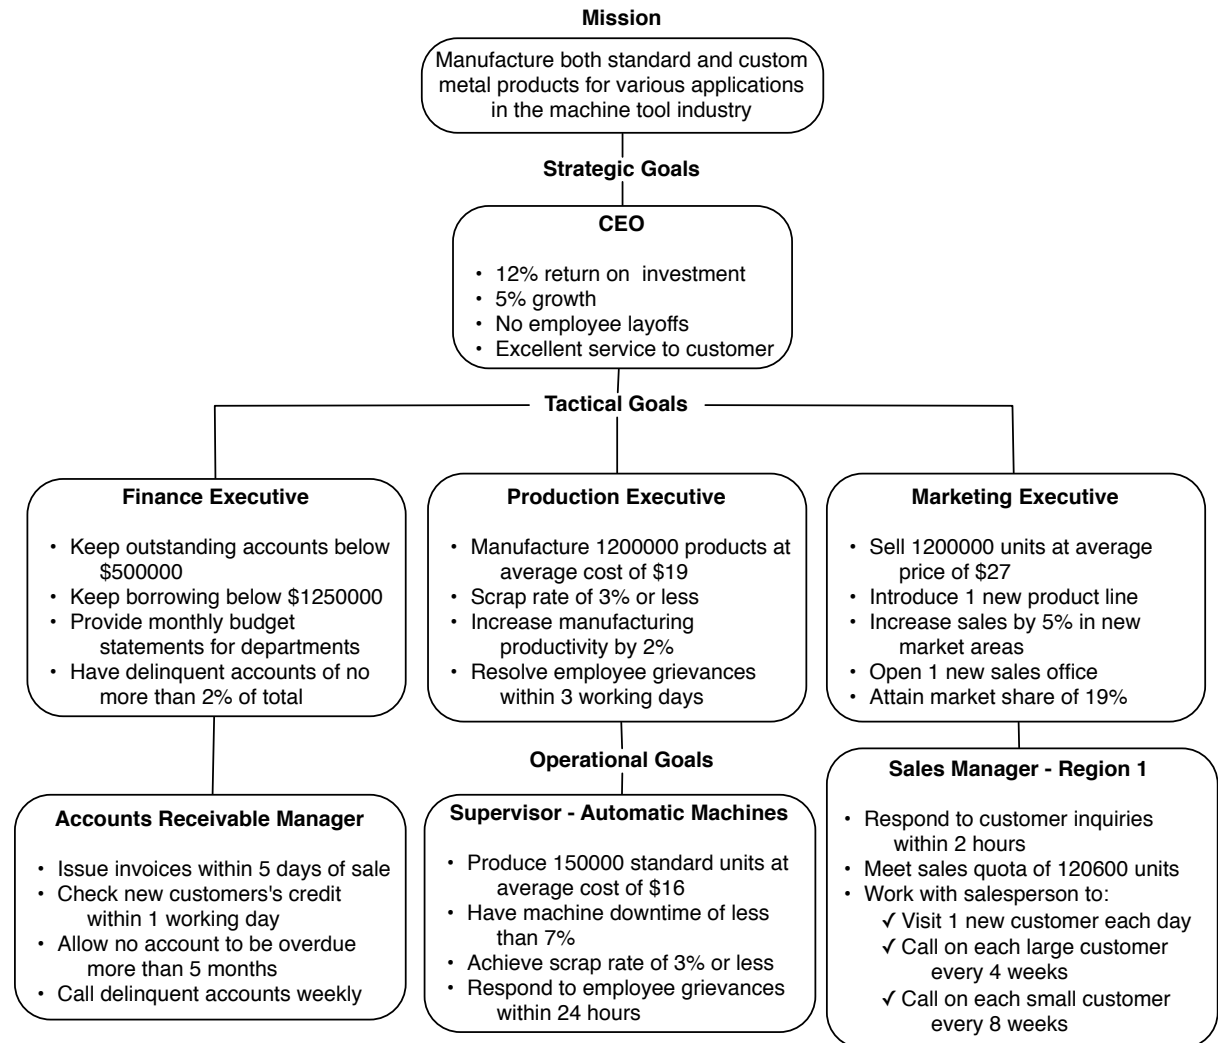 Mission
Manufacture both standard and custom
metal products for various applications
in the machine tool industry
Strategic Goals
CEO
• 12% return on  investment
• 5% growth
• No employee layoffs
• Excellent service to customer
Tactical Goals
Finance Executive
• Keep outstanding accounts below
$500000
• Keep borrowing below $1250000
• Provide monthly budget
statements for departments
• Have delinquent accounts of no
more than 2% of total
Production Executive
• Manufacture 1200000 products at
average cost of $19
• Scrap rate of 3% or less
• Increase manufacturing
productivity by 2%
• Resolve employee grievances
within 3 working days
Marketing Executive
• Sell 1200000 units at average
price of $27
• Introduce 1 new product line
• Increase sales by 5% in new
market areas
• Open 1 new sales office
• Attain market share of 19%
Operational Goals
Accounts Receivable Manager
• Issue invoices within 5 days of sale
• Check new customers's credit
within 1 working day
• Allow no account to be overdue
more than 5 months
• Call delinquent accounts weekly
Supervisor - Automatic Machines
• Produce 150000 standard units at
average cost of $16
• Have machine downtime of less
than 7%
• Achieve scrap rate of 3% or less
• Respond to employee grievances
within 24 hours
Sales Manager - Region 1
• Respond to customer inquiries
within 2 hours
• Meet sales quota of 120600 units
• Work with salesperson to:
✓ Visit 1 new customer each day
✓ Call on each large customer
every 4 weeks
✓ Call on each small customer
every 8 weeks